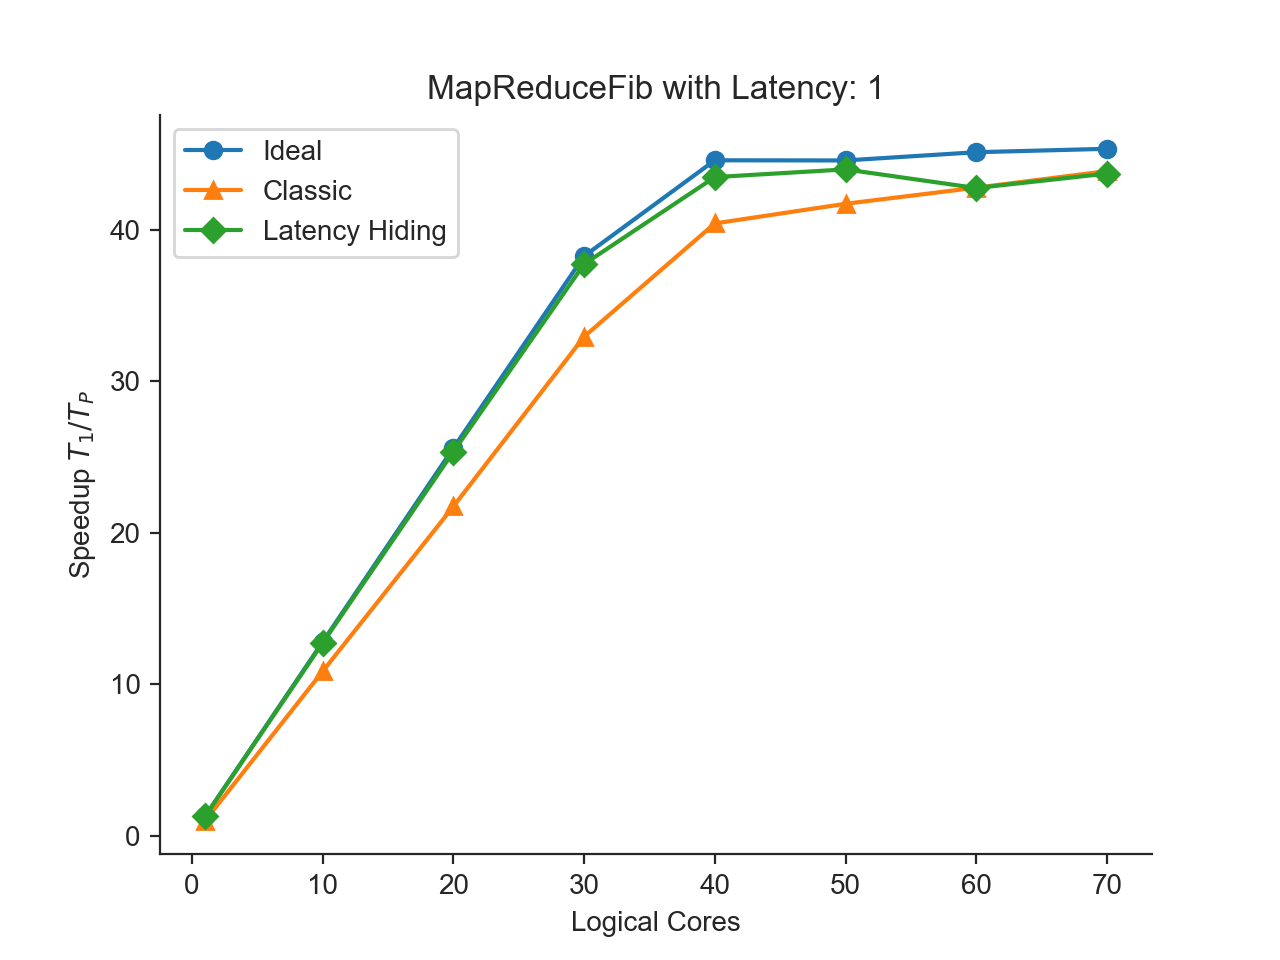 MapReduceFib with Latency: 1
Ideal
Classic
Latency Hiding
Speedup T₁/T_P
40
30
20
10
0
0 10 20 30 40 50 60 70
Logical Cores